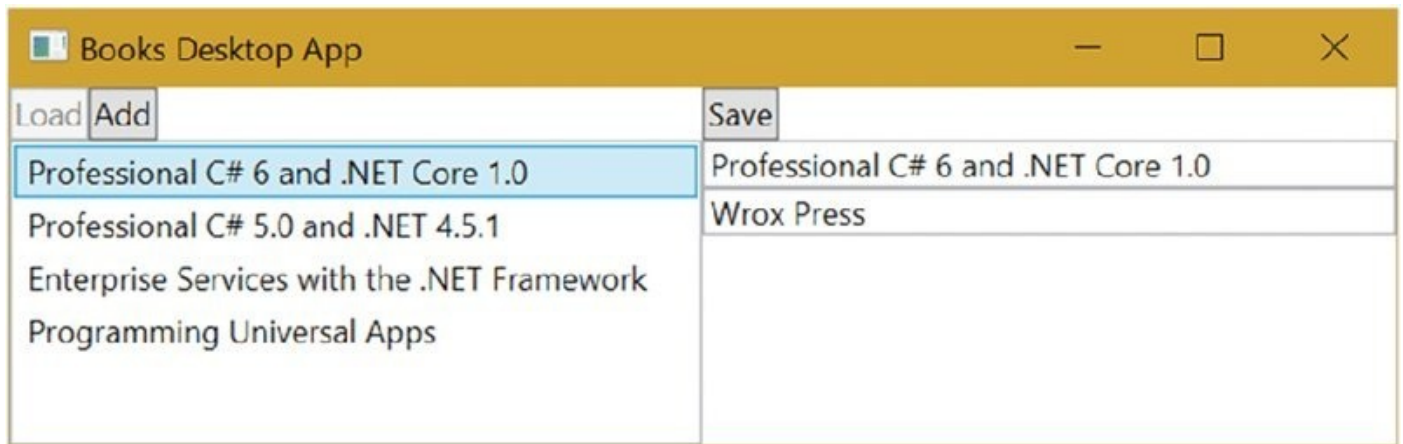 Books Desktop App
Load Add
Professional C# 6 and .NET Core 1.0
Professional C# 5.0 and .NET 4.5.1
Enterprise Services with the .NET Framework
Programming Universal Apps
Save
Professional C# 6 and .NET Core 1.0
Wrox Press